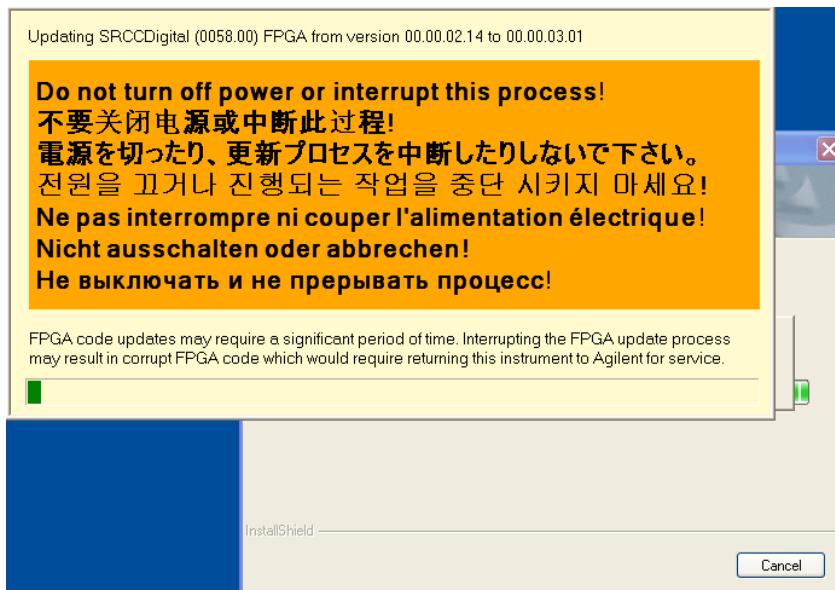 Updating SRCCDigital (0058.00) FPGA from version 00.00.02.14 to 00.00.03.01
Do not turn off power or interrupt this process!
不要关闭电源或中断此过程!
電源を切ったり、更新プロセスを中断したりしないで下さい。
전원을 끄거나 진행되는 작업을 중단 시키지 마세요!
Ne pas interrompre ni couper l'alimentation électrique!
Nicht ausschalten oder abbrechen!
Не выключать и не прерывать процесс!
FPGA code updates may require a significant period of time. Interrupting the FPGA update process
may result in corrupt FPGA code which would require returning this instrument to Agilent for service.
InstallShield
Cancel